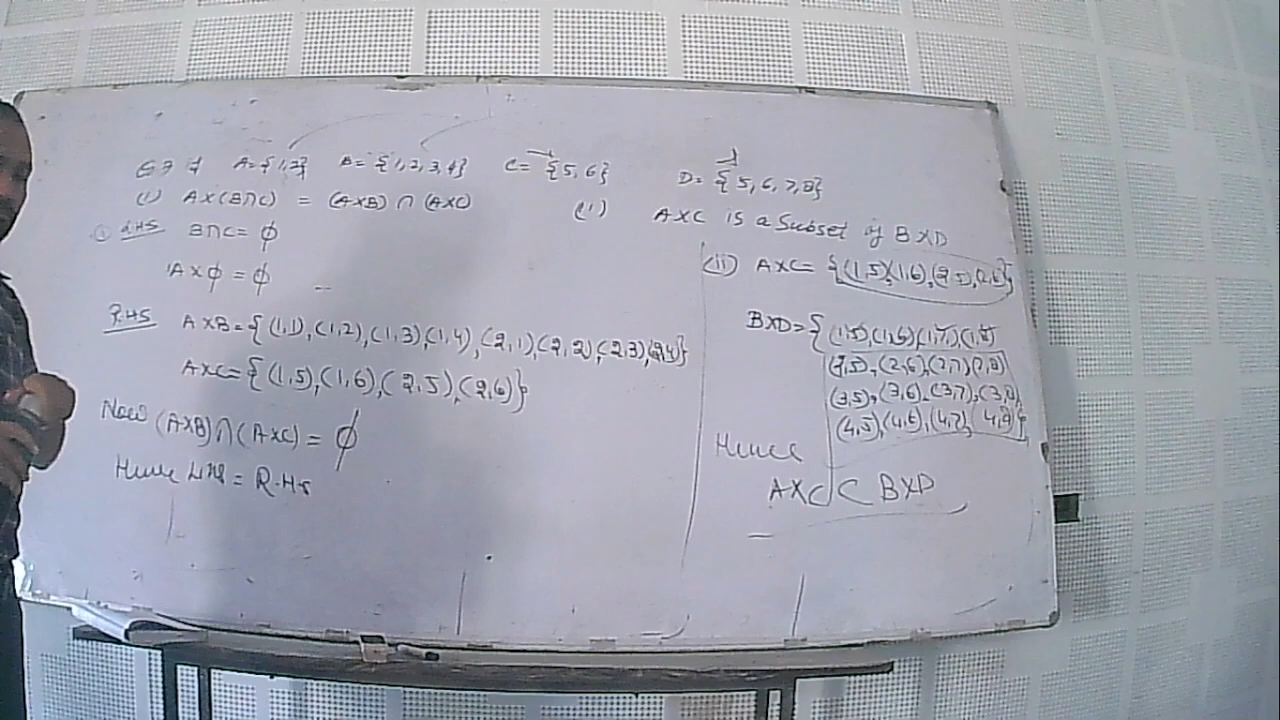 If A={1,2} B={1,2,3,4} C={5,6} D={5,6,7,8}
(i) A×(B∩C) = (A×B) ∩ (A×C) (ii) A×C is a Subset of B×D
① LHS B∩C=ϕ
A×ϕ = ϕ
R.HS A×B={(1,1),(1,2),(1,3)(1,4),(2,1),(2,2),(2,3),(2,4)}
A×C={(1,5),(1,6),(2,5),(2,6)}
Now (A×B)∩(A×C) = ϕ
Hence LHS = R.HS
(ii) A×C= {(1,5)(1,6),(2,5),(2,6)},
B×D={(1,5)(1,6)(1,7),(1,8)
(2,5),(2,6),(2,7)(2,8)
(3,5),(3,6),(3,7),(3,8),
(4,5),(4,6),(4,7),(4,8)}
Hence
A×C ⊂ B×D